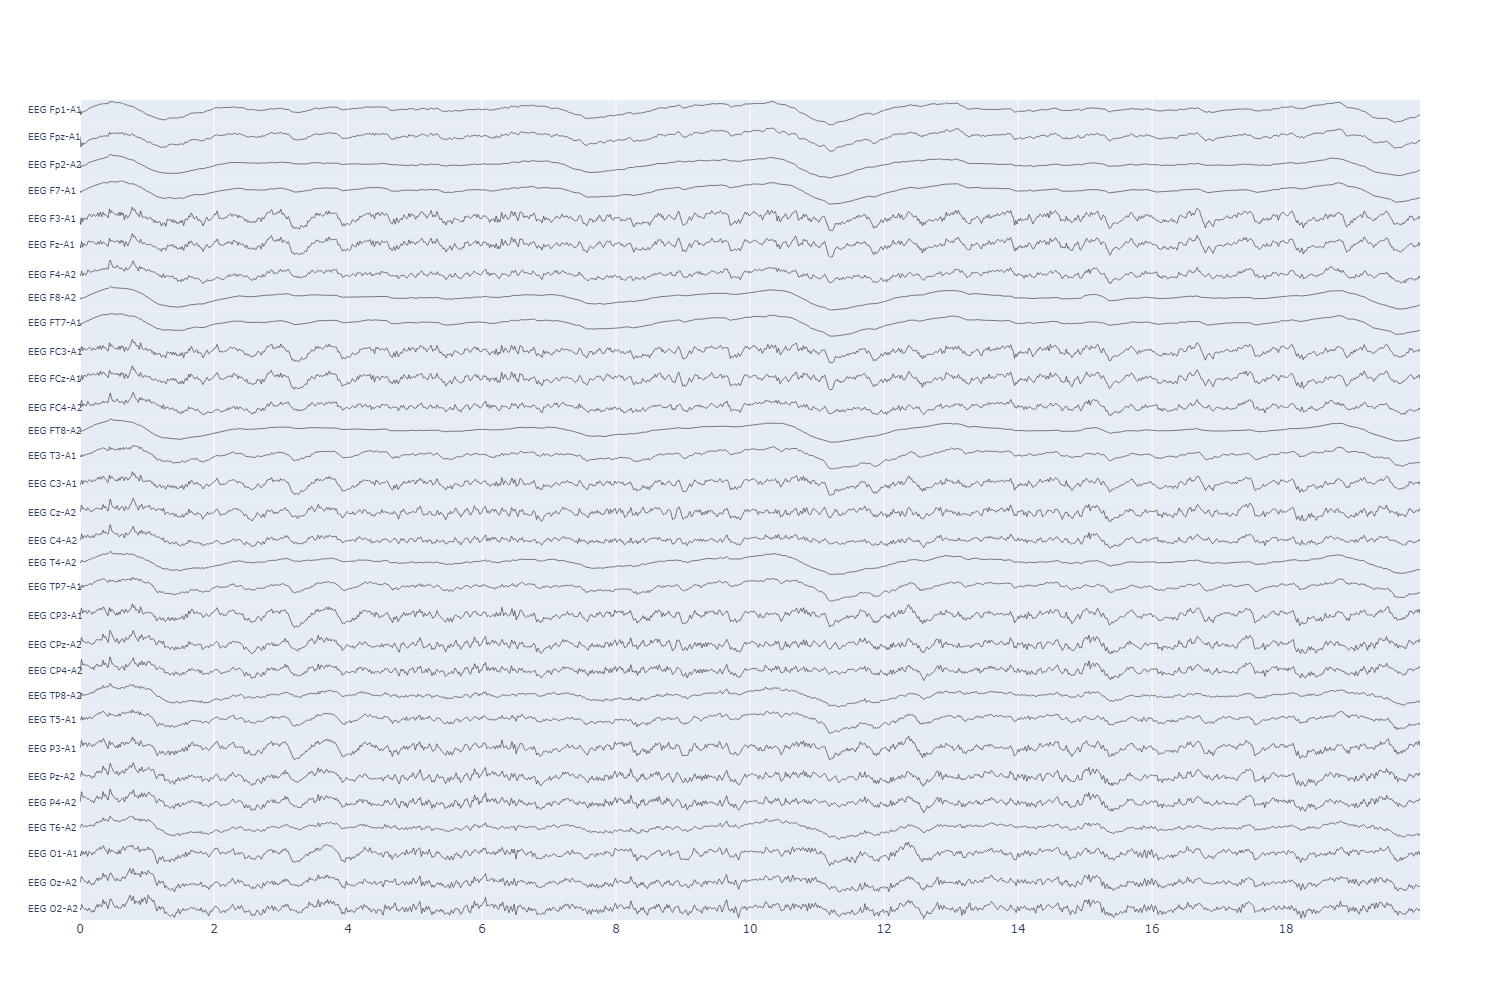 EEG Fp1-A1
EEG Fpz-A1
EEG Fp2-A2
EEG F7-A1
EEG F3-A1
EEG Fz-A1
EEG F4-A2
EEG F8-A2
EEG FT7-A1
EEG FC3-A1
EEG FCz-A1
EEG FC4-A2
EEG FT8-A2
EEG T3-A1
EEG C3-A1
EEG Cz-A2
EEG C4-A2
EEG T4-A2
EEG TP7-A1
EEG CP3-A1
EEG CPz-A2
EEG CP4-A2
EEG TP8-A2
EEG T5-A1
EEG P3-A1
EEG Pz-A2
EEG P4-A2
EEG T6-A2
EEG O1-A1
EEG Oz-A2
EEG O2-A2
0 2 4 6 8 10 12 14 16 18